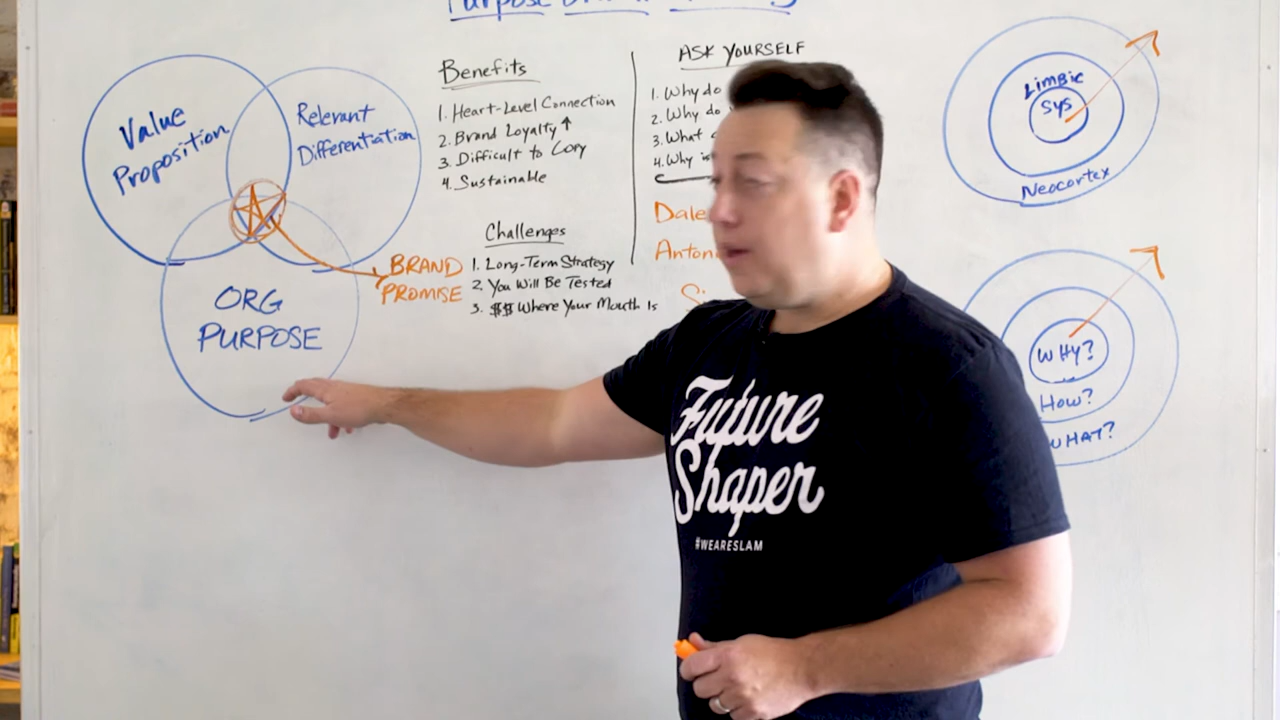 Purpose
Value
Proposition
Relevant
Differentiation
ORG
PURPOSE
BRAND
PROMISE
Benefits
1. Heart-Level Connection
2. Brand Loyalty ↑
3. Difficult to Copy
4. Sustainable
Challenges
1. Long-Term Strategy
2. You Will Be Tested
3. $$ Where Your Mouth Is
ASK YOURSELF
1. Why do
2. Why do
3. What
4. Why is
Dale
Anton
Si
Limbic
Sys
Neocortex
WHY?
How?
WHAT?
Future
Shaper
#WEARESLAM